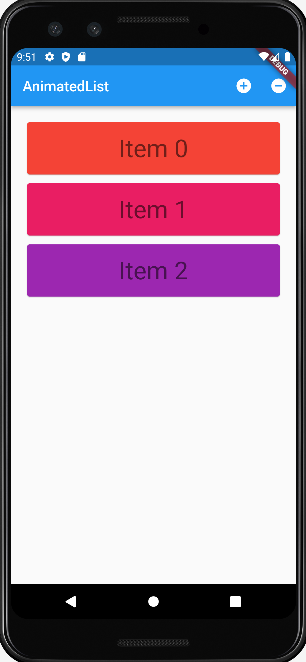 9:51
DEBUG
AnimatedList
Item 0
Item 1
Item 2